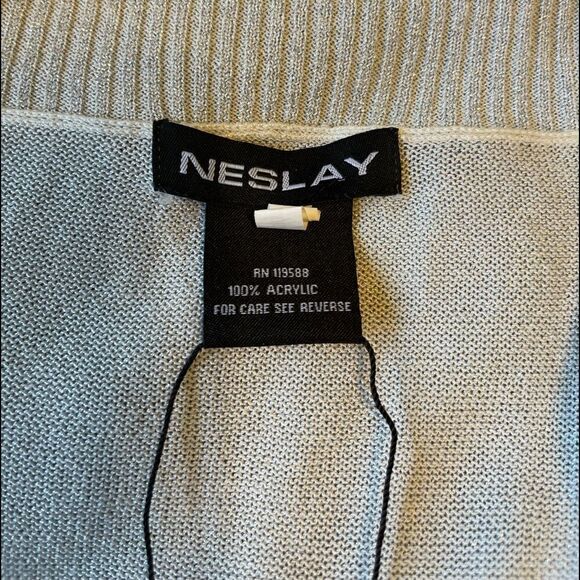 NESLAY
RN 119588
100% ACRYLIC
FOR CARE SEE REVERSE